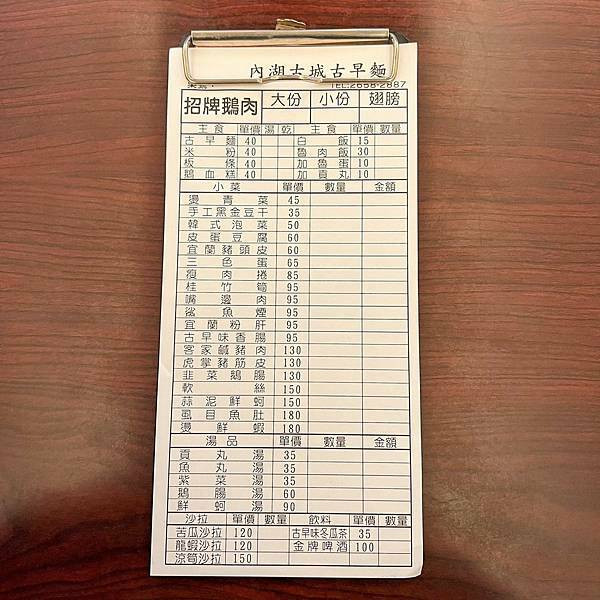 內湖古城古早麵
TEL:2658-2887
招牌鵝肉 大份 小份 翅膀
主食 單價 湯 乾 主食 單價 數量
古早麵 40 白飯 15
米粉 40 魯肉飯 30
板條 40 加魯蛋 10
鵝血糕 40 加貢丸 10
小菜 單價 數量 金額
燙青菜 45
手工黑金豆干 35
韓式泡菜 50
皮蛋豆腐 60
宜蘭豬頭皮 60
三色蛋 65
瘦肉捲 85
桂竹筍 95
嘴邊肉 95
鯊魚煙 95
宜蘭粉肝 95
古早味香腸 95
客家鹹豬肉 130
虎掌豬筋皮 130
韭菜鵝腸 130
軟絲 150
蒜泥鮮蚵 150
虱目魚肚 180
燙鮮蝦 180
湯品 單價 數量 金額
貢丸湯 35
魚丸湯 35
紫菜湯 35
鵝腸湯 60
鮮蚵湯 90
沙拉 單價 數量 飲料 單價 數量
苦瓜沙拉 120 古早味冬瓜茶 35
龍蝦沙拉 120 金牌啤酒 100
涼筍沙拉 150